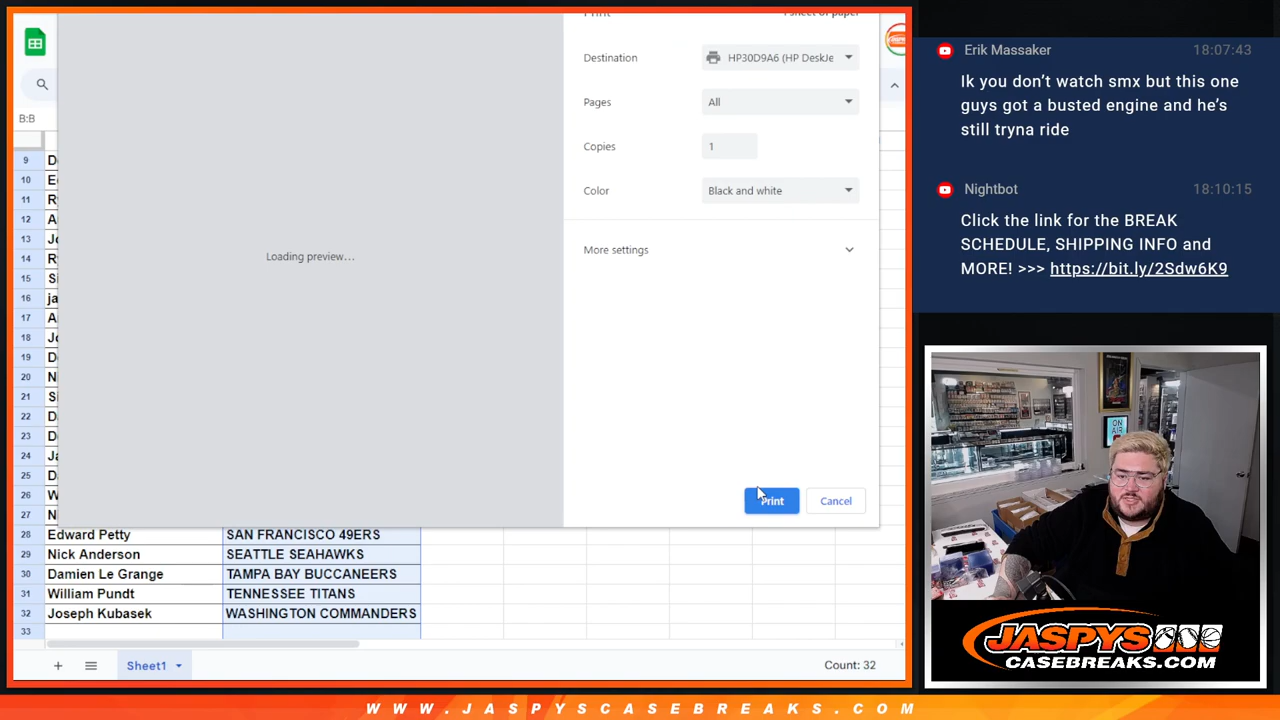 1 sheet of paper
Destination
HP30D9A6 (HP DeskJe
Pages
All
Copies
1
Color
Black and white
Loading preview…
More settings
Print
Cancel
B:B
9
10
11
12
13
14
15
16
17
18
19
20
21
22
23
24
25
26
27
28 Edward Petty SAN FRANCISCO 49ERS
29 Nick Anderson SEATTLE SEAHAWKS
30 Damien Le Grange TAMPA BAY BUCCANEERS
31 William Pundt TENNESSEE TITANS
32 Joseph Kubasek WASHINGTON COMMANDERS
33
Sheet1
Count: 32
Erik Massaker 18:07:43
Ik you don’t watch smx but this one
guys got a busted engine and he’s
still tryna ride
Nightbot 18:10:15
Click the link for the BREAK
SCHEDULE, SHIPPING INFO and
MORE! >>> https://bit.ly/2Sdw6K9
ON
AIR
JASPYS
CASEBREAKS.COM
WWW.JASPYSCASEBREAKS.COM